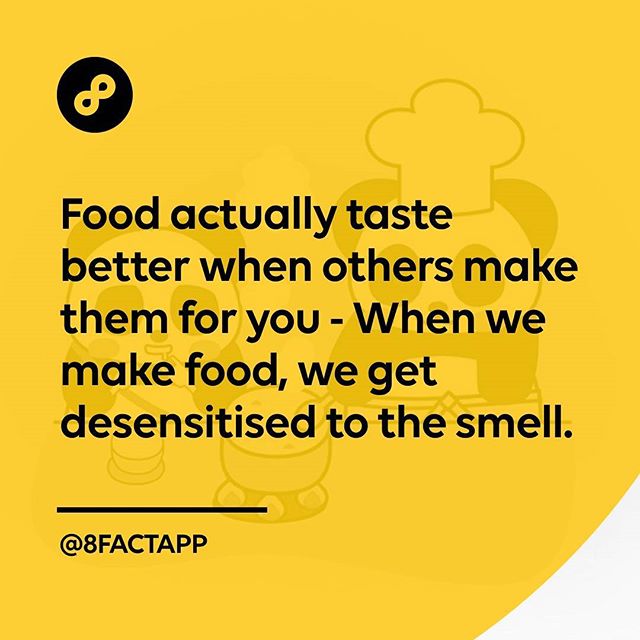 Food actually taste
better when others make
them for you - When we
make food, we get
desensitised to the smell.
@8FACTAPP